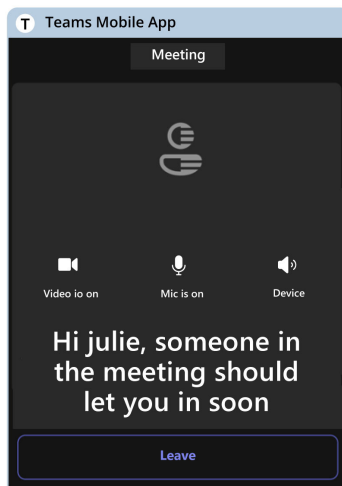 T Teams Mobile App
Meeting
Video io on Mic is on Device
Hi julie, someone in
the meeting should
let you in soon
Leave